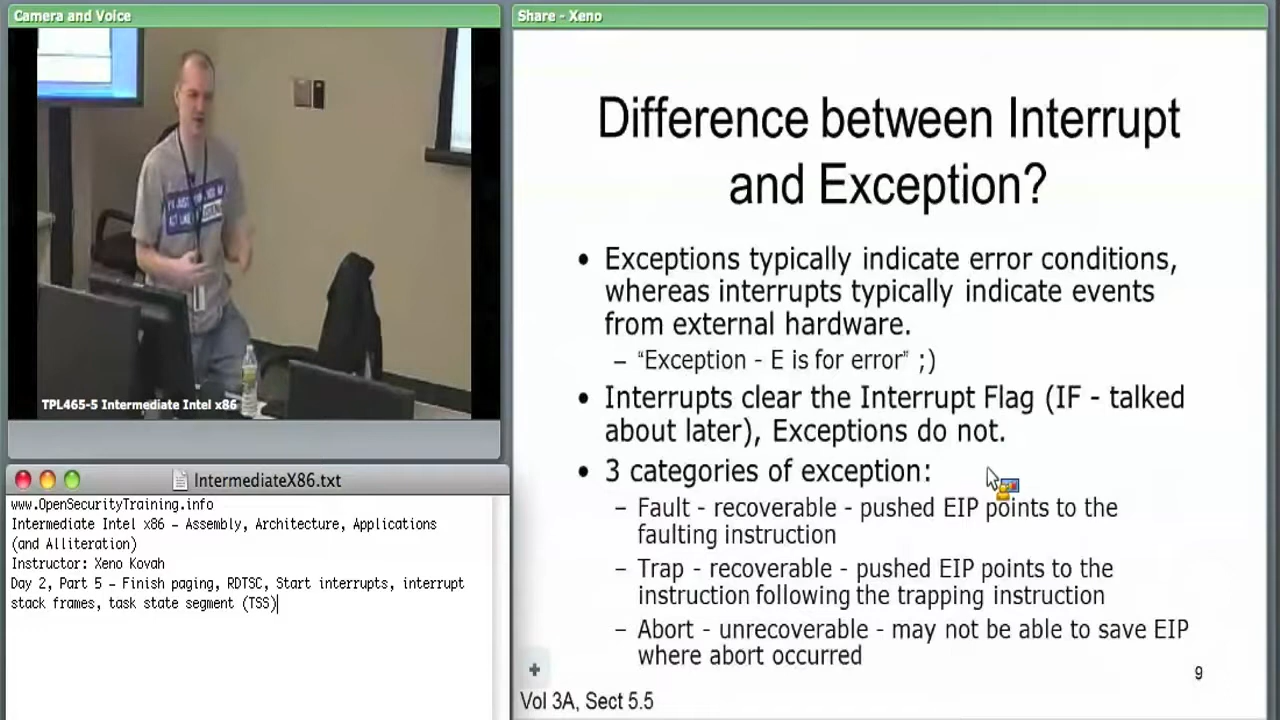 Camera and Voice
TPL465-5 Intermediate Intel x86
IntermediateX86.txt
www.OpenSecurityTraining.info
Intermediate Intel x86 – Assembly, Architecture, Applications
(and Alliteration)
Instructor: Xeno Kovah
Day 2, Part 5 – Finish paging, RDTSC, Start interrupts, interrupt
stack frames, task state segment (TSS)
Share - Xeno
Difference between Interrupt
and Exception?
• Exceptions typically indicate error conditions,
whereas interrupts typically indicate events
from external hardware.
– “Exception - E is for error” ;)
• Interrupts clear the Interrupt Flag (IF - talked
about later), Exceptions do not.
• 3 categories of exception:
– Fault - recoverable - pushed EIP points to the
faulting instruction
– Trap - recoverable - pushed EIP points to the
instruction following the trapping instruction
– Abort - unrecoverable - may not be able to save EIP
where abort occurred
9
Vol 3A, Sect 5.5